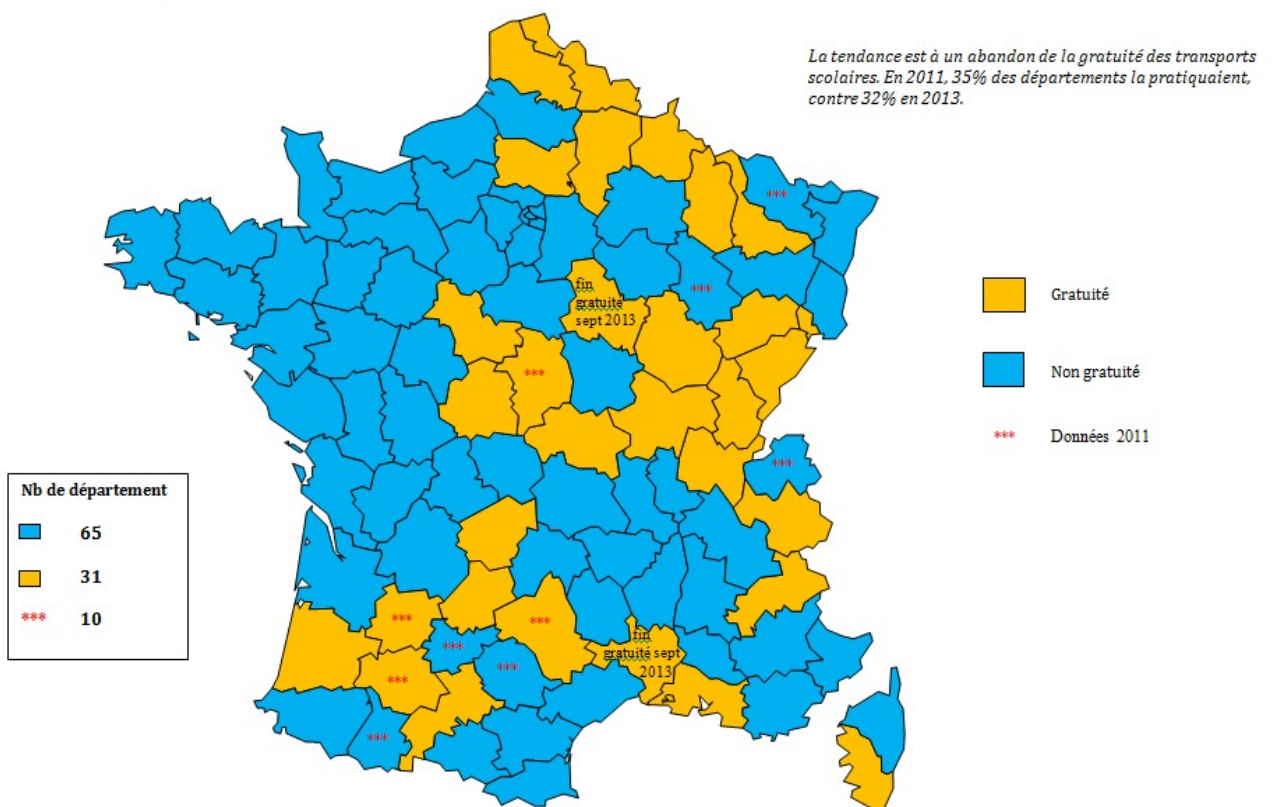 La tendance est à un abandon de la gratuité des transports
scolaires. En 2011, 35% des départements la pratiquaient,
contre 32% en 2013.
***
***
fin
gratuité
sept 2013
Gratuité
***
Non gratuité
*** Données 2011
***
Nb de département
65
31
*** 10
***
***
***
***
***
***
fin
gratuité sept
2013